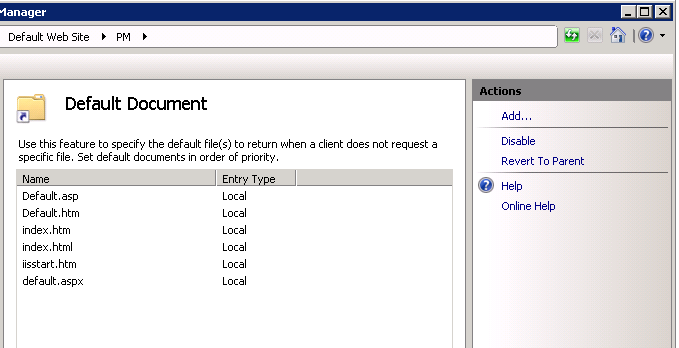 Manager
Default Web Site PM
Default Document
Use this feature to specify the default file(s) to return when a client does not request a
specific file. Set default documents in order of priority.
Name Entry Type
Default.asp Local
Default.htm Local
index.htm Local
index.html Local
iisstart.htm Local
default.aspx Local
Actions
Add...
Disable
Revert To Parent
Help
Online Help